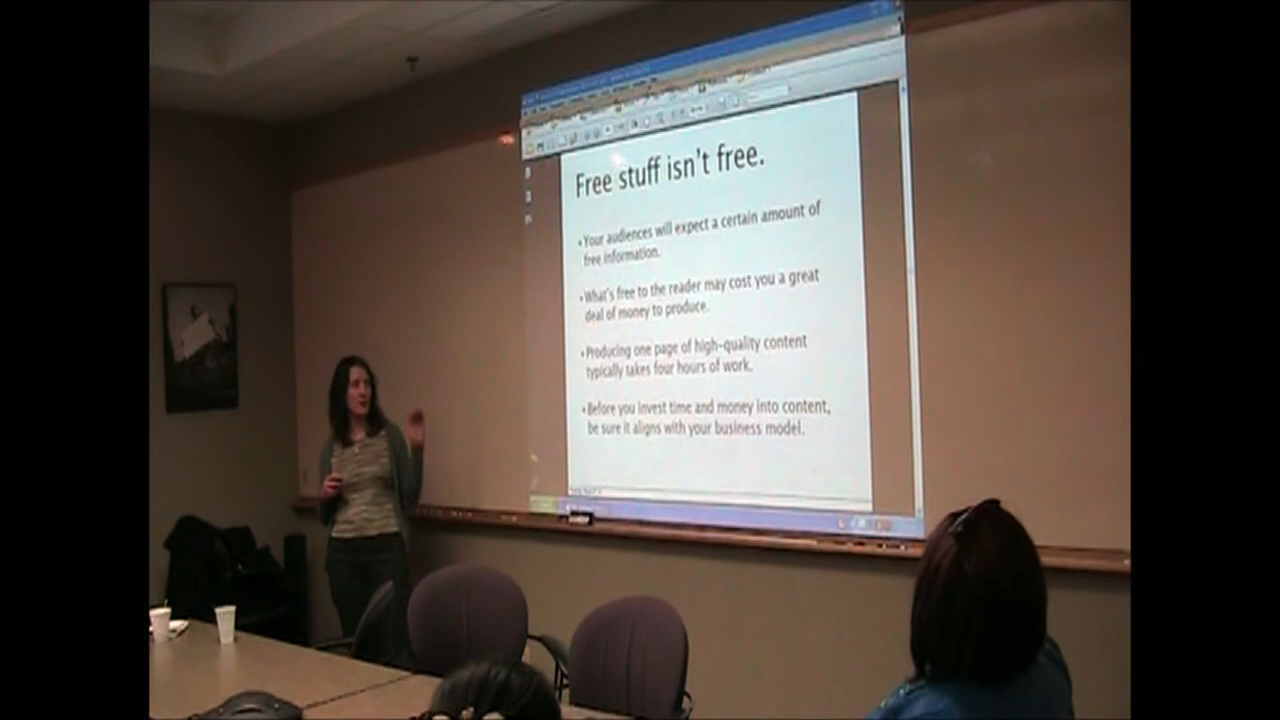 Free stuff isn't free.
•Your audiences will expect a certain amount of
free information.
•What's free to the reader may cost you a great
deal of money to produce.
•Producing one page of high-quality content
typically takes four hours of work.
•Before you invest time and money into content,
be sure it aligns with your business model.